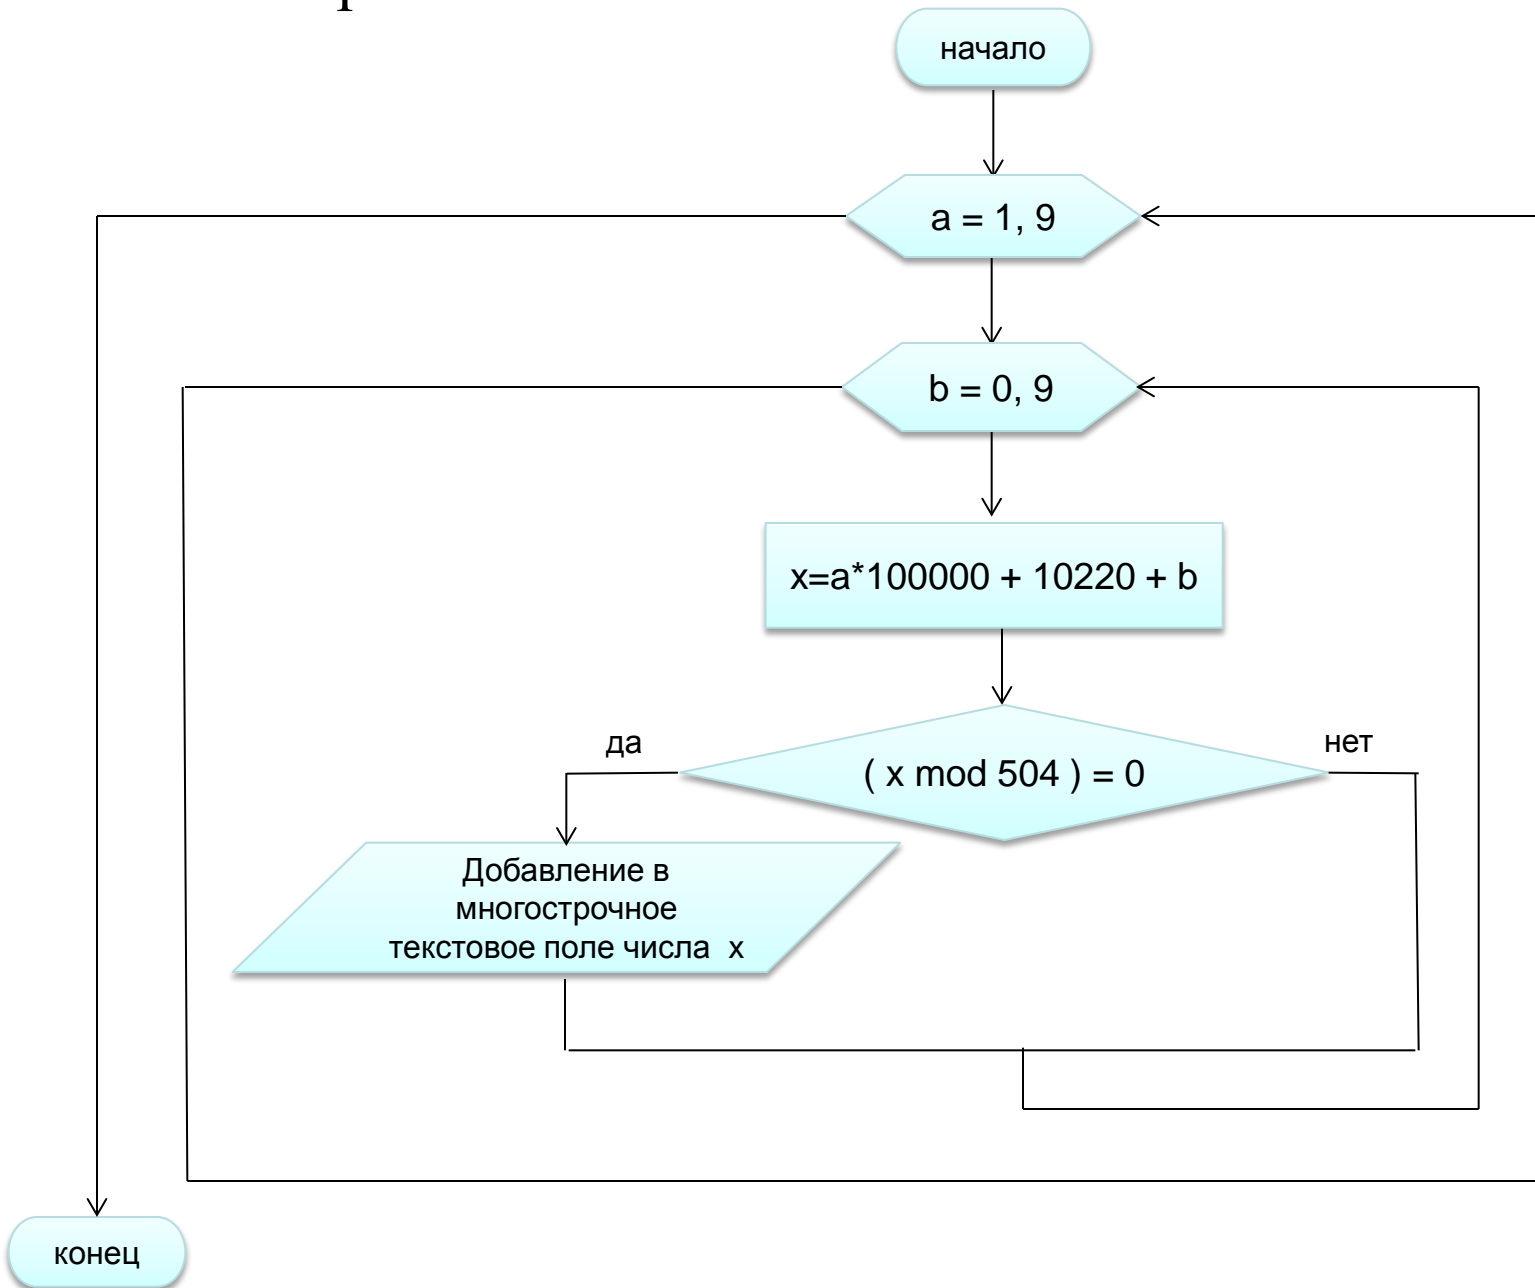 начало
a = 1, 9
b = 0, 9
x=a*100000 + 10220 + b
да
нет
( x mod 504 ) = 0
Добавление в
многострочное
текстовое поле числа x
конец